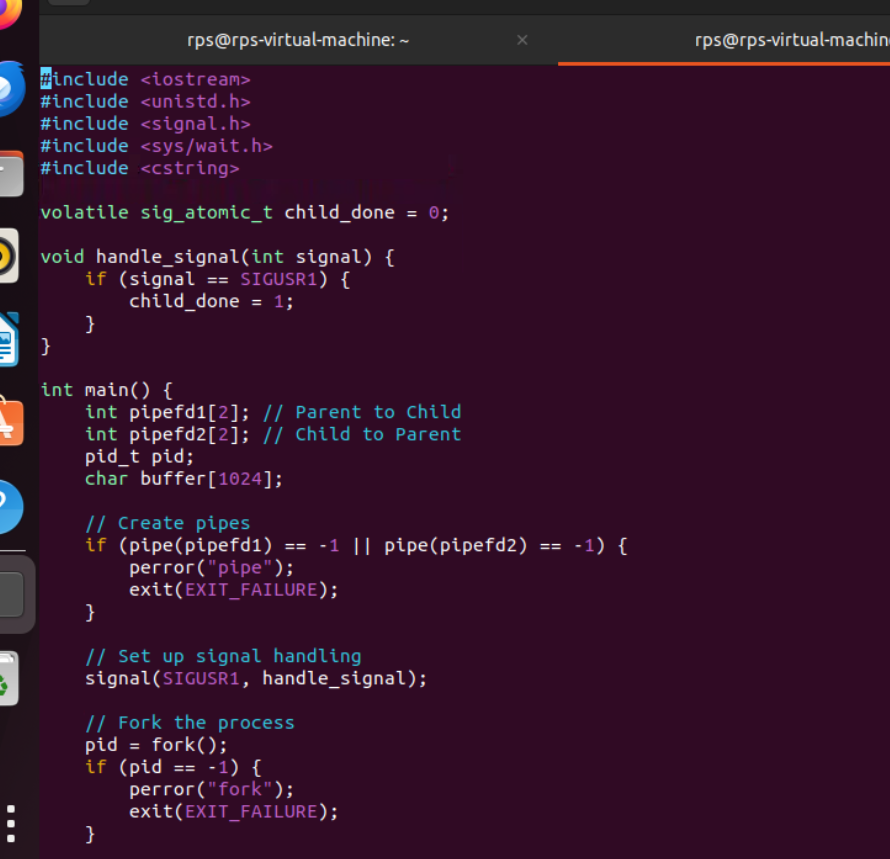 rps@rps-virtual-machine: ~ × rps@rps-virtual-machine
#include <iostream>
#include <unistd.h>
#include <signal.h>
#include <sys/wait.h>
#include <cstring>
volatile sig_atomic_t child_done = 0;
void handle_signal(int signal) {
    if (signal == SIGUSR1) {
        child_done = 1;
    }
}
int main() {
    int pipefd1[2]; // Parent to Child
    int pipefd2[2]; // Child to Parent
    pid_t pid;
    char buffer[1024];
    // Create pipes
    if (pipe(pipefd1) == -1 || pipe(pipefd2) == -1) {
        perror("pipe");
        exit(EXIT_FAILURE);
    }
    // Set up signal handling
    signal(SIGUSR1, handle_signal);
    // Fork the process
    pid = fork();
    if (pid == -1) {
        perror("fork");
        exit(EXIT_FAILURE);
    }